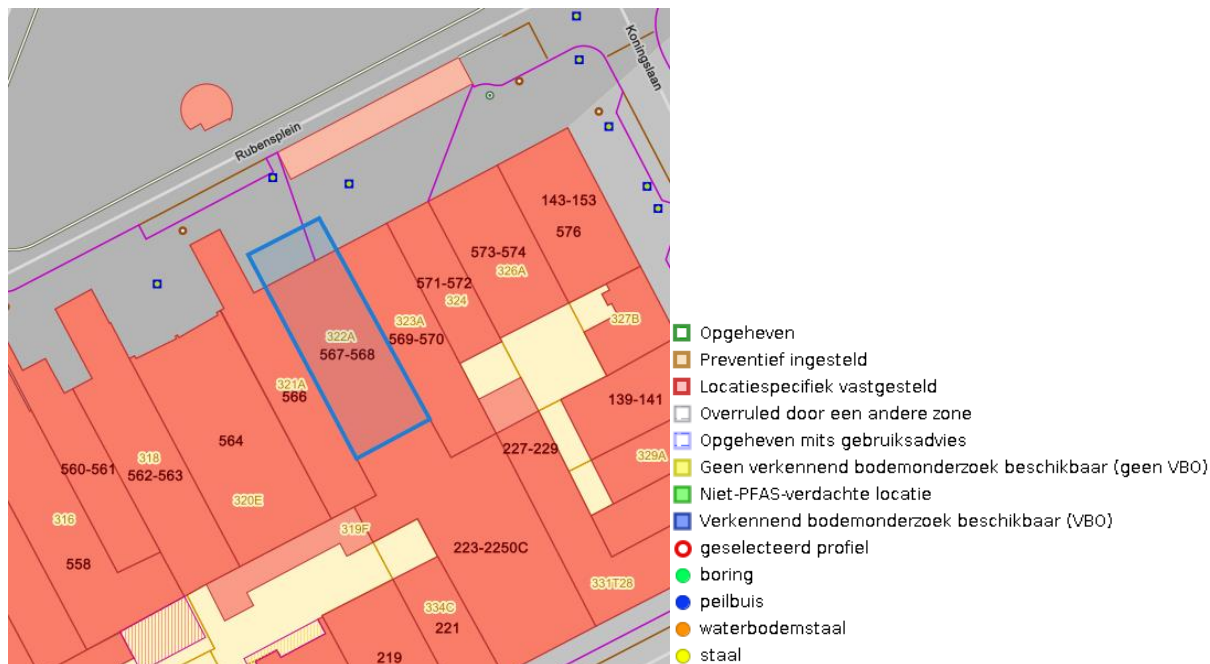 Koningslaan
Rubensplein
143-153
576
573-574
326A
571-572
324
327B
323A
569-570
322A
567-568
321A
566
139-141
564
227-229
329A
560-561
318
562-563
320E
316
319F
223-2250C
558
331T28
334C
221
219
Opgeheven
Preventief ingesteld
Locatiespecifiek vastgesteld
Overruled door een andere zone
Opgeheven mits gebruiksadvies
Geen verkennend bodemonderzoek beschikbaar (geen VBO)
Niet-PFAS-verdachte locatie
Verkennend bodemonderzoek beschikbaar (VBO)
geselecteerd profiel
boring
peilbuis
waterbodemstaal
staal